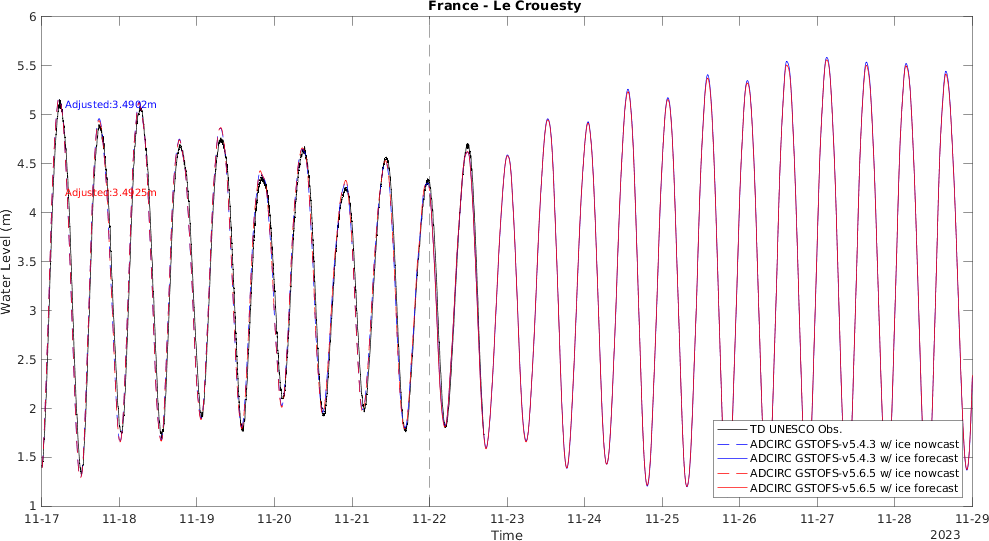 France - Le Crouesty
6
5.5
5
4.5
4
3.5
3
2.5
2
1.5
1
Water Level (m)
Adjusted:3.4902m
Adjusted:3.4925m
TD UNESCO Obs.
ADCIRC GSTOFS-v5.4.3 w/ ice nowcast
ADCIRC GSTOFS-v5.4.3 w/ ice forecast
ADCIRC GSTOFS-v5.6.5 w/ ice nowcast
ADCIRC GSTOFS-v5.6.5 w/ ice forecast
11-17 11-18 11-19 11-20 11-21 11-22 11-23 11-24 11-25 11-26 11-27 11-28 11-29
Time
2023